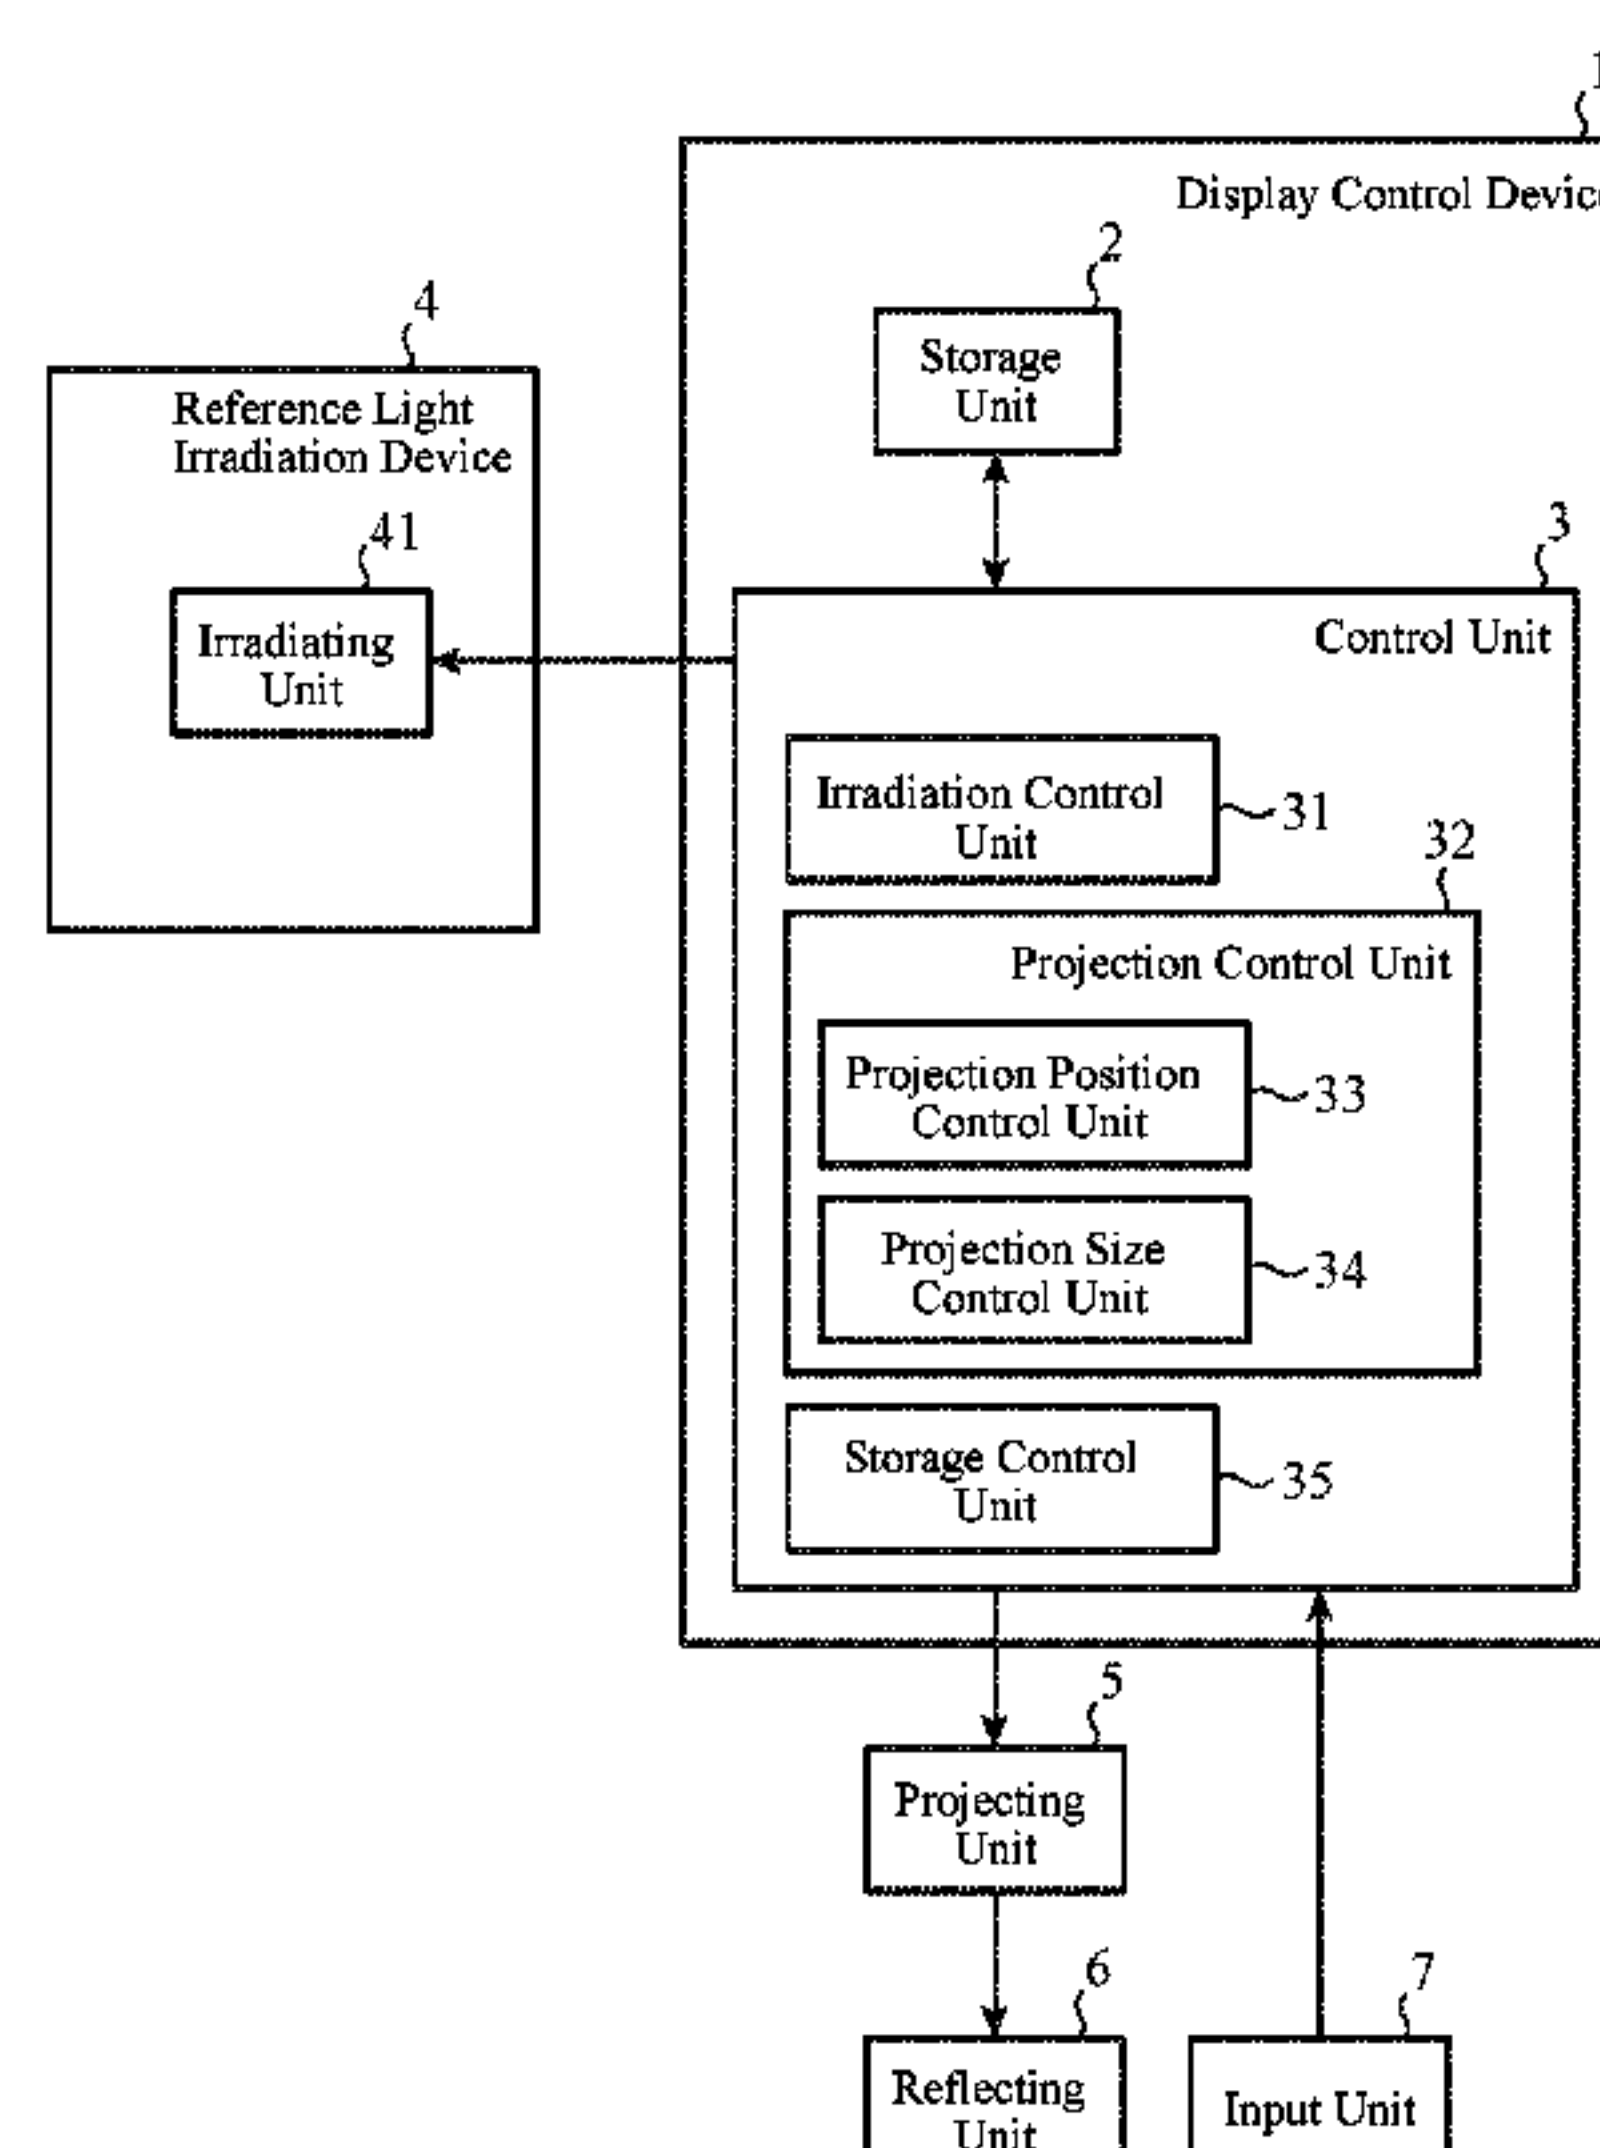 1
Display Control Device
2
Storage
Unit
4
Reference Light
Irradiation Device
41
Irradiating
Unit
3
Control Unit
Irradiation Control
Unit
31
32
Projection Control Unit
Projection Position
Control Unit
33
Projection Size
Control Unit
34
Storage Control
Unit
35
5
Projecting
Unit
6
Reflecting
Unit
7
Input Unit